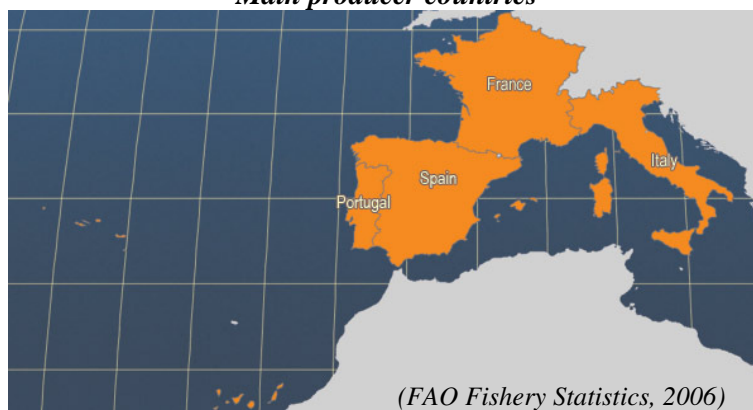 Main producer countries
France
Italy
Spain
Portugal
(FAO Fishery Statistics, 2006)